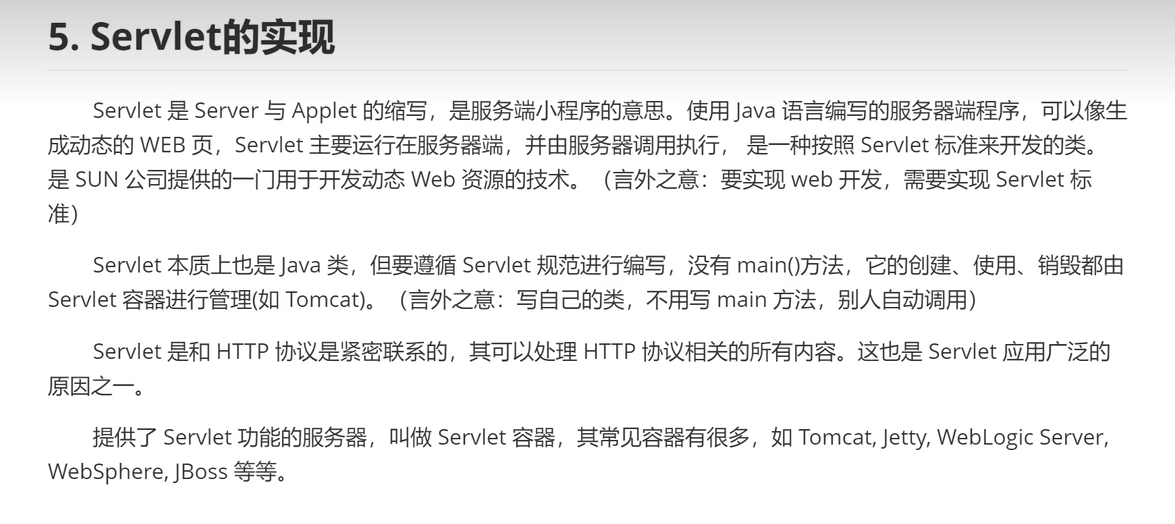 5. Servlet的实现
Servlet 是 Server 与 Applet 的缩写，是服务端小程序的意思。使用 Java 语言编写的服务器端程序，可以像生
成动态的 WEB 页，Servlet 主要运行在服务器端，并由服务器调用执行， 是一种按照 Servlet 标准来开发的类。
是 SUN 公司提供的一门用于开发动态 Web 资源的技术。（言外之意：要实现 web 开发，需要实现 Servlet 标
准）
Servlet 本质上也是 Java 类，但要遵循 Servlet 规范进行编写，没有 main()方法，它的创建、使用、销毁都由
Servlet 容器进行管理(如 Tomcat)。（言外之意：写自己的类，不用写 main 方法，别人自动调用）
Servlet 是和 HTTP 协议是紧密联系的，其可以处理 HTTP 协议相关的所有内容。这也是 Servlet 应用广泛的
原因之一。
提供了 Servlet 功能的服务器，叫做 Servlet 容器，其常见容器有很多，如 Tomcat, Jetty, WebLogic Server,
WebSphere, JBoss 等等。